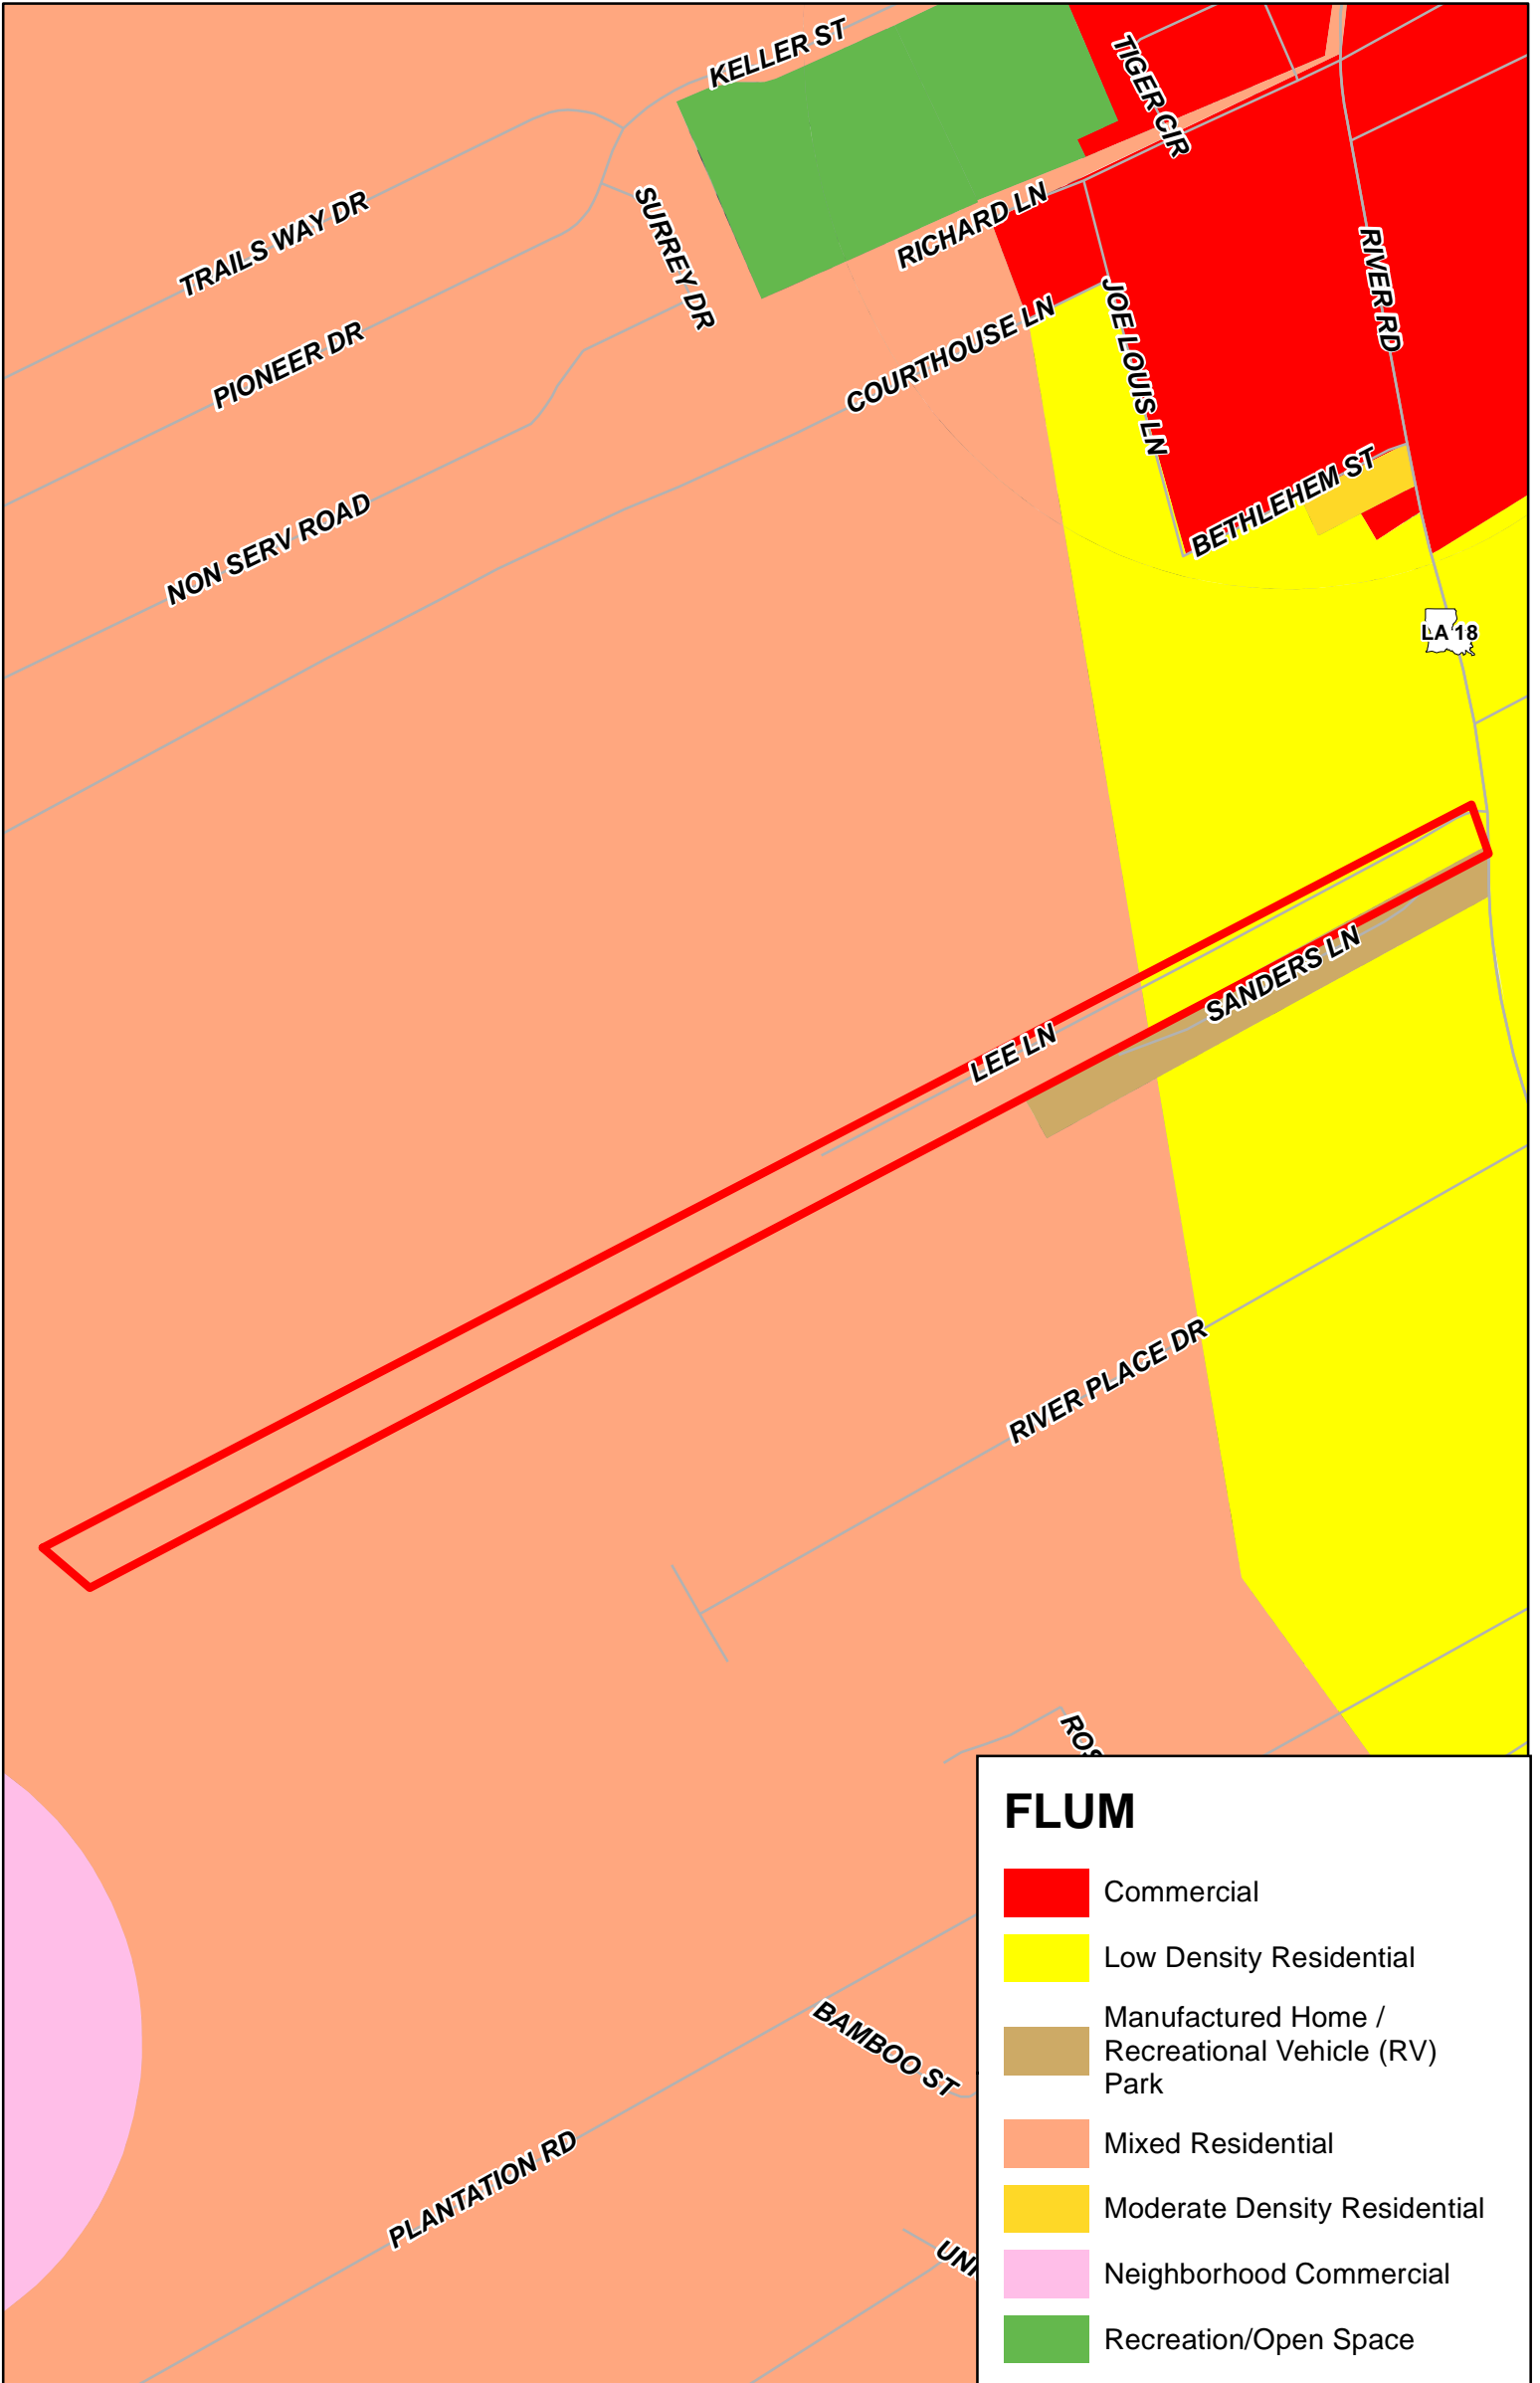 KELLER ST
TIGER CIR
TRAILS WAY DR
SURREY DR
RICHARD LN
RIVER RD
PIONEER DR
COURTHOUSE LN
JOE LOUIS LN
NON SERV ROAD
BETHLEHEM ST
LA 18
SANDERS LN
LEE LN
RIVER PLACE DR
ROS
BAMBOO ST
PLANTATION RD
UNI
FLUM
Commercial
Low Density Residential
Manufactured Home /
Recreational Vehicle (RV)
Park
Mixed Residential
Moderate Density Residential
Neighborhood Commercial
Recreation/Open Space